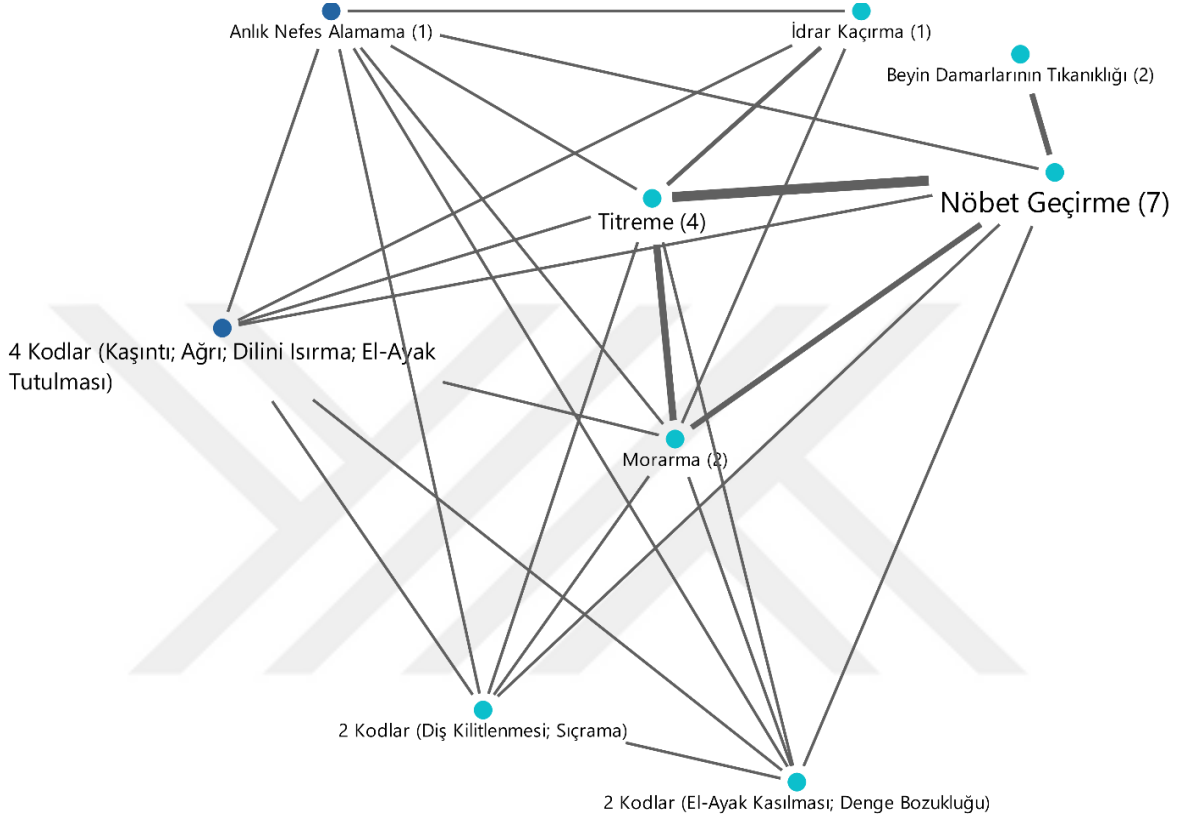 Anlık Nefes Alamama (1)
İdrar Kaçırma (1)
Beyin Damarlarının Tıkanıklığı (2)
Nöbet Geçirme (7)
Titreme (4)
4 Kodlar (Kaşıntı; Ağrı; Dilini Isırma; El-Ayak
Tutulması)
Morarma (2)
2 Kodlar (Diş Kilitlenmesi; Sıçrama)
2 Kodlar (El-Ayak Kasılması; Denge Bozukluğu)